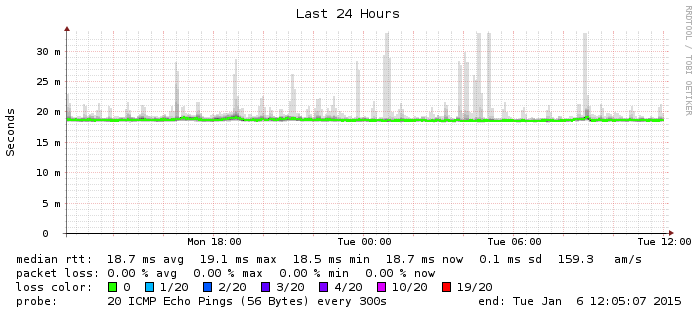 Last 24 Hours
RRDTOOL / TOBI OETIKER
Seconds
30 m
25 m
20 m
15 m
10 m
5 m
0
Mon 18:00 Tue 00:00 Tue 06:00 Tue 12:00
median rtt: 18.7 ms avg 19.1 ms max 18.5 ms min 18.7 ms now 0.1 ms sd 159.3 am/s
packet loss: 0.00 % avg 0.00 % max 0.00 % min 0.00 % now
loss color: 0 1/20 2/20 3/20 4/20 10/20 19/20
probe: 20 ICMP Echo Pings (56 Bytes) every 300s end: Tue Jan 6 12:05:07 2015